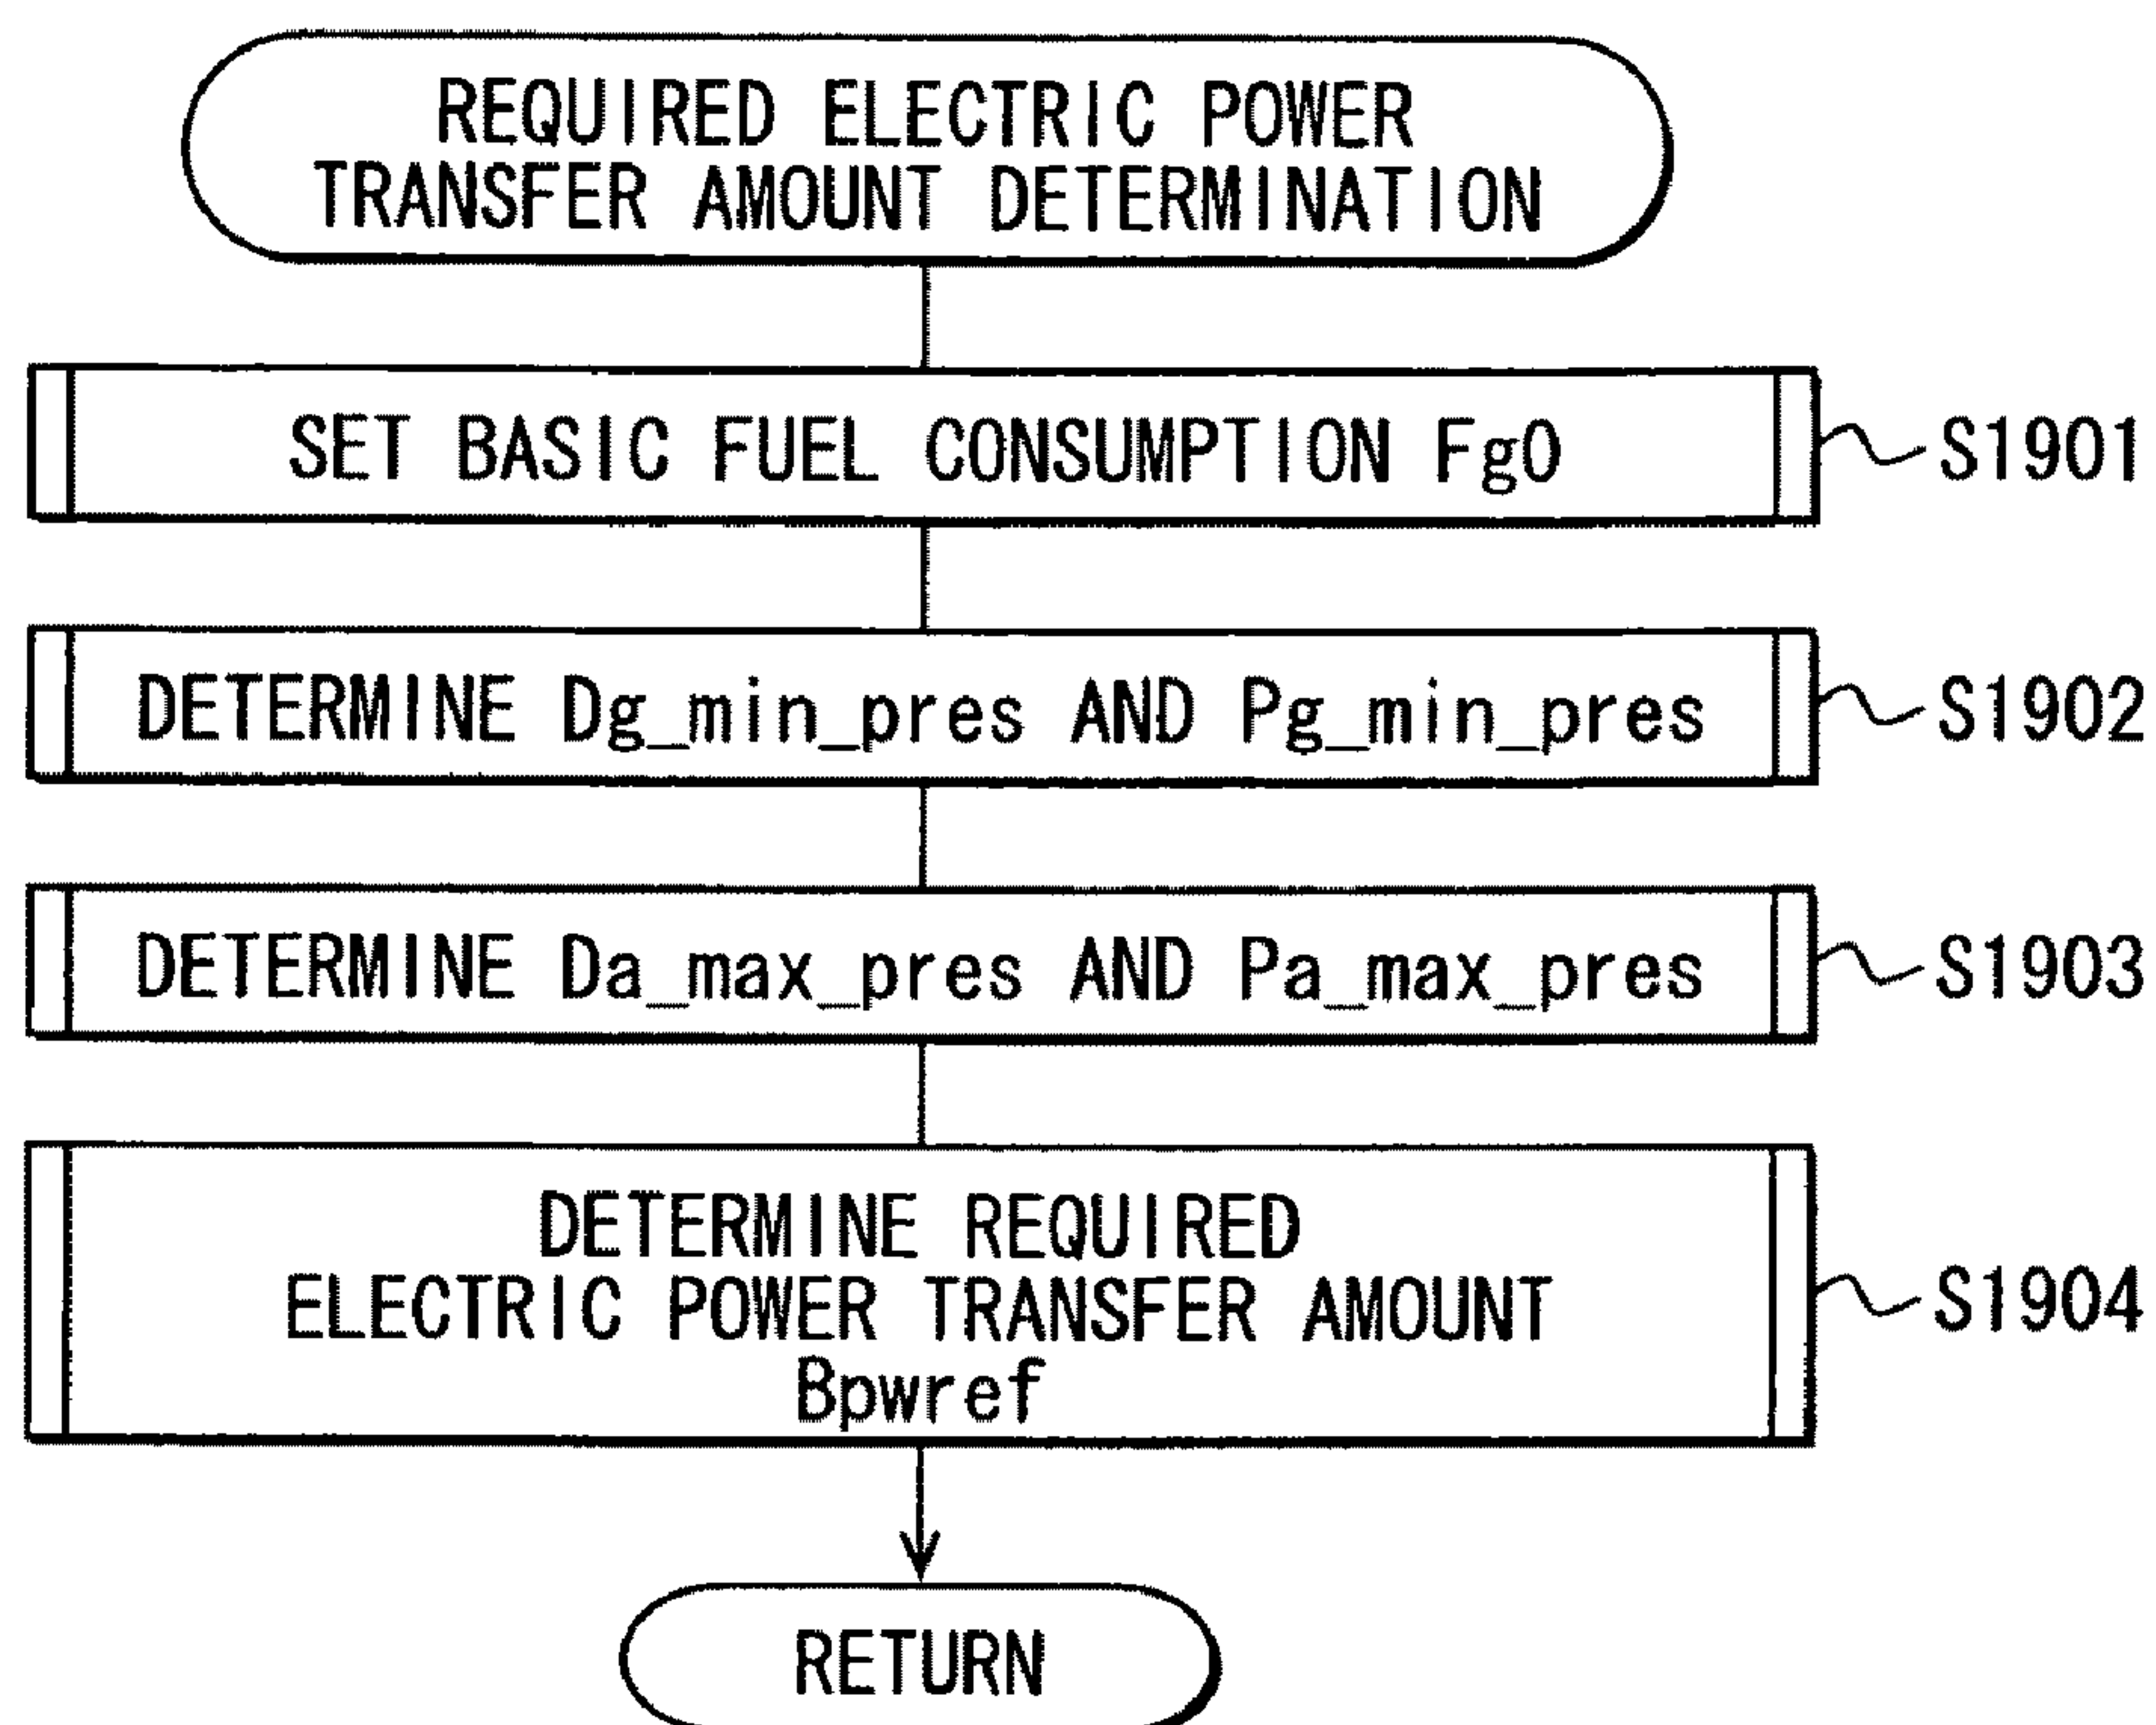 REQUIRED ELECTRIC POWER
TRANSFER AMOUNT DETERMINATION
SET BASIC FUEL CONSUMPTION Fg0
S1901
DETERMINE Dg_min_pres AND Pg_min_pres
S1902
DETERMINE Da_max_pres AND Pa_max_pres
S1903
DETERMINE REQUIRED
ELECTRIC POWER TRANSFER AMOUNT
Bpwref
S1904
RETURN